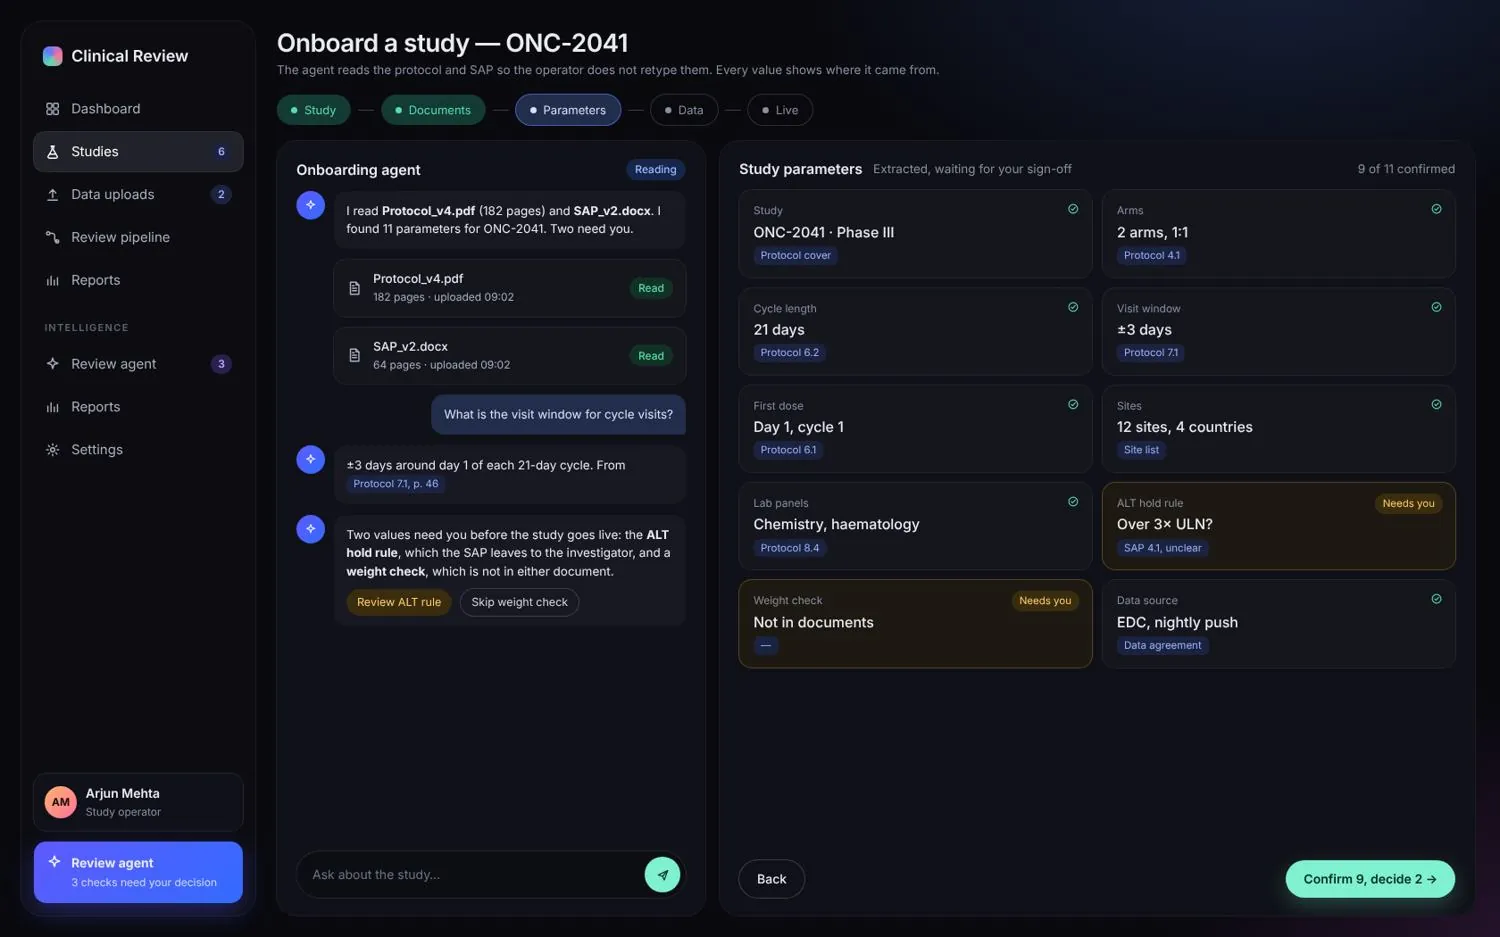 Clinical Review
Dashboard
Studies 6
Data uploads 2
Review pipeline
Reports
INTELLIGENCE
Review agent 3
Reports
Settings
AM
Arjun Mehta
Study operator
Review agent
3 checks need your decision
Onboard a study — ONC-2041
The agent reads the protocol and SAP so the operator does not retype them. Every value shows where it came from.
Study
Documents
Parameters
Data
Live
Onboarding agent
Reading
I read Protocol_v4.pdf (182 pages) and SAP_v2.docx. I
found 11 parameters for ONC-2041. Two need you.
Protocol_v4.pdf
182 pages · uploaded 09:02
Read
SAP_v2.docx
64 pages · uploaded 09:02
Read
What is the visit window for cycle visits?
±3 days around day 1 of each 21-day cycle. From
Protocol 7.1, p. 46
Two values need you before the study goes live: the ALT
hold rule, which the SAP leaves to the investigator, and a
weight check, which is not in either document.
Review ALT rule
Skip weight check
Ask about the study...
Study parameters
Extracted, waiting for your sign-off
9 of 11 confirmed
Study
ONC-2041 · Phase III
Protocol cover
Arms
2 arms, 1:1
Protocol 4.1
Cycle length
21 days
Protocol 6.2
Visit window
±3 days
Protocol 7.1
First dose
Day 1, cycle 1
Protocol 6.1
Sites
12 sites, 4 countries
Site list
Lab panels
Chemistry, haematology
Protocol 8.4
ALT hold rule
Needs you
Over 3× ULN?
SAP 4.1, unclear
Weight check
Needs you
Not in documents
—
Data source
EDC, nightly push
Data agreement
Back
Confirm 9, decide 2 →